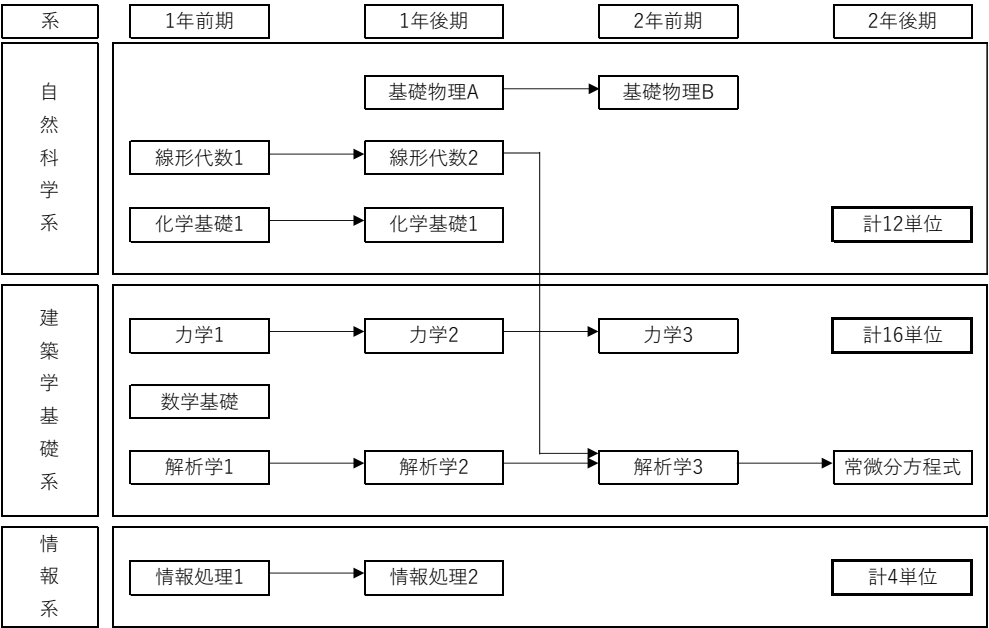 系 1年前期 1年後期 2年前期 2年後期
自然科学系
基礎物理A 基礎物理B
線形代数1 線形代数2
化学基礎1 化学基礎1 計12単位
建築学基礎系
力学1 力学2 力学3 計16単位
数学基礎
解析学1 解析学2 解析学3 常微分方程式
情報系
情報処理1 情報処理2 計4単位